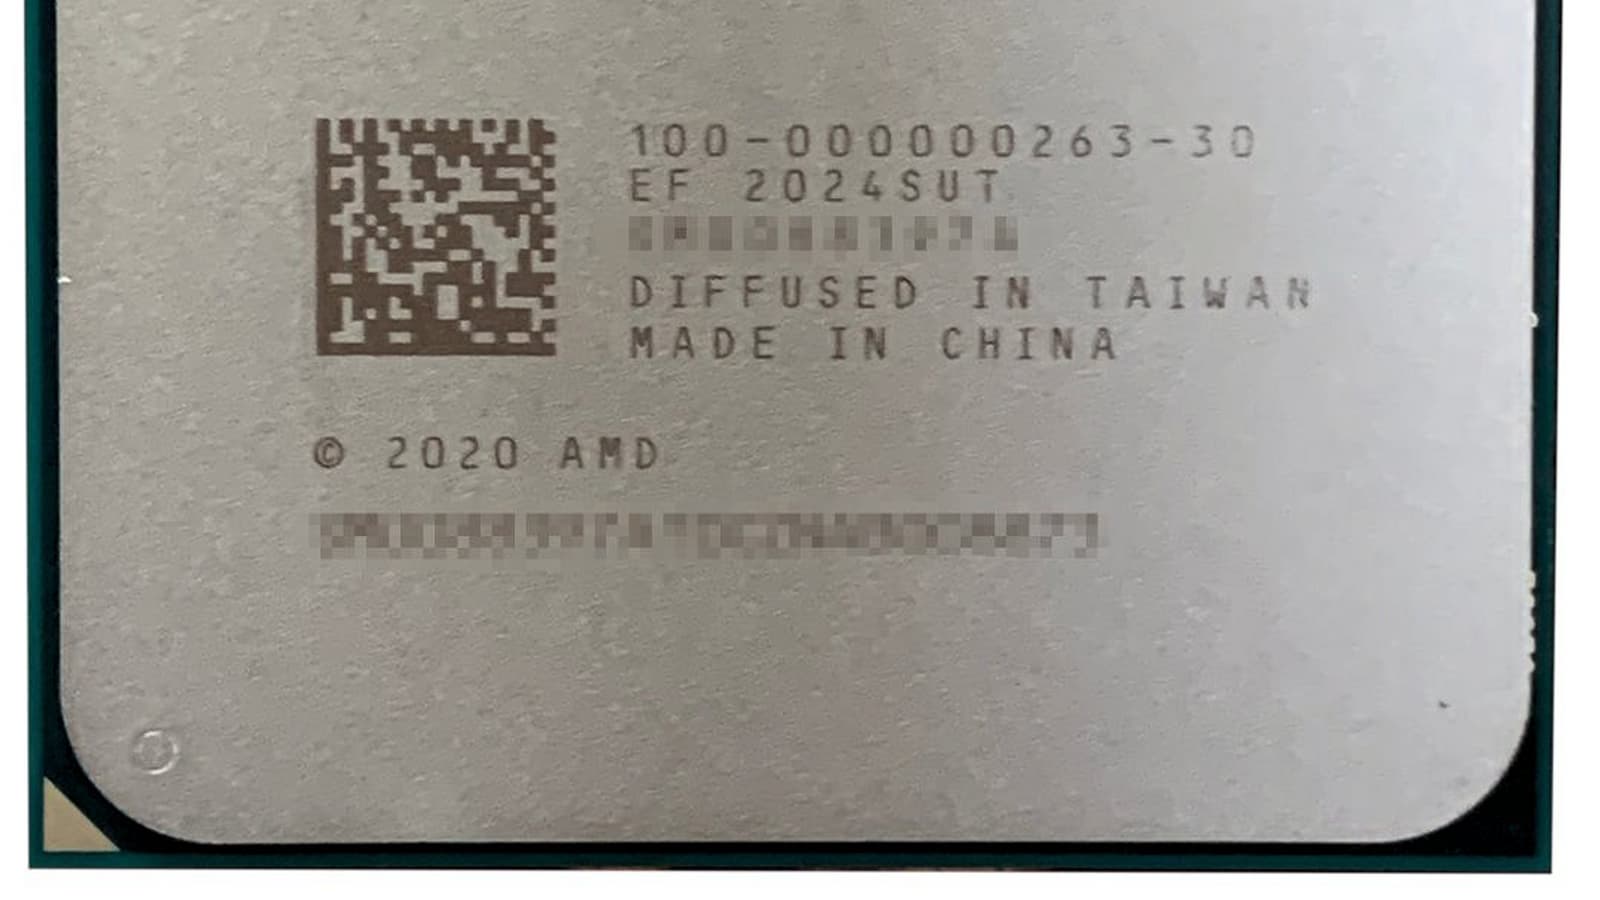 100-000000263-30
EF 2024SUT
DIFFUSED IN TAIWAN
MADE IN CHINA
© 2020 AMD